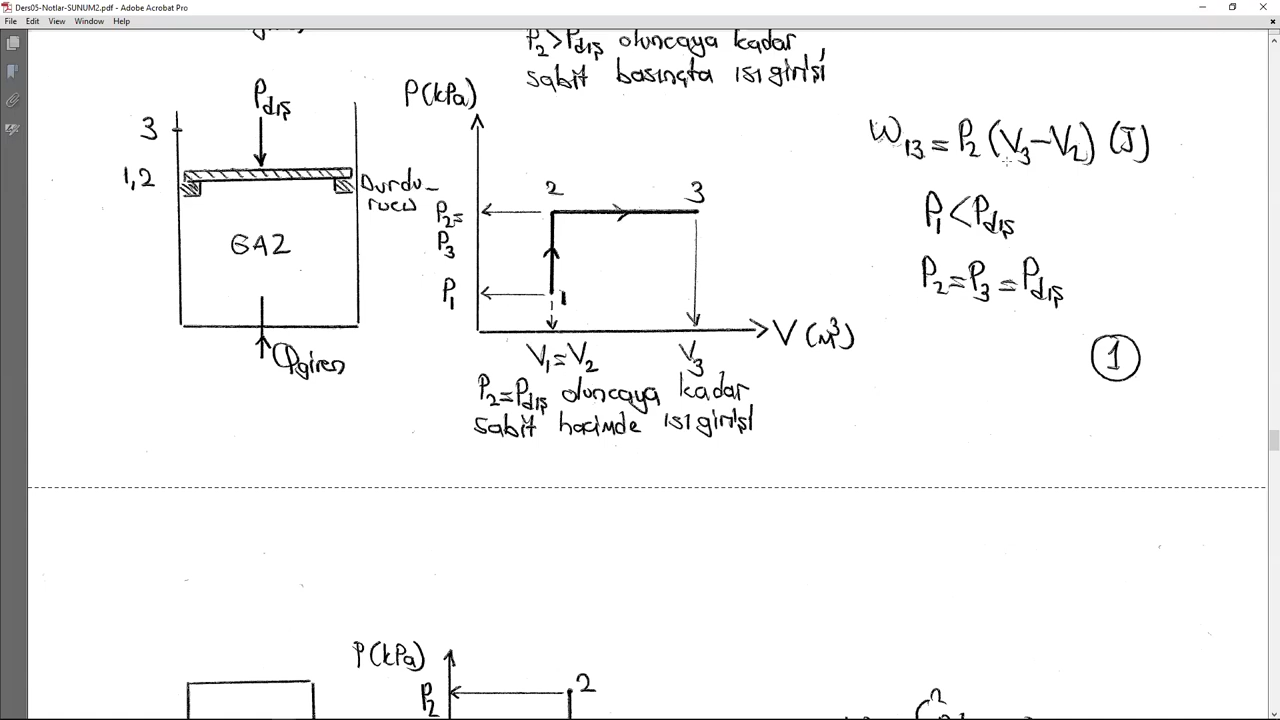 Ders05-Notlar-SUNUM2.pdf - Adobe Acrobat Pro
File Edit View Window Help
P2>Pdış oluncaya kadar
sabit basınçta ısı girişi
Pdış
3
1,2
Durdu-
rucu
GAZ
Qgiren
P(kPa)
2 3
P2=
P3
P1
1
V1=V2 V3
V (m³)
P2=Pdış oluncaya kadar
sabit hacimde ısı girişi
W13 = P2 (V3-V2) (J)
P1 < Pdış
P2=P3=Pdış
1
P(kPa)
P2
2
2